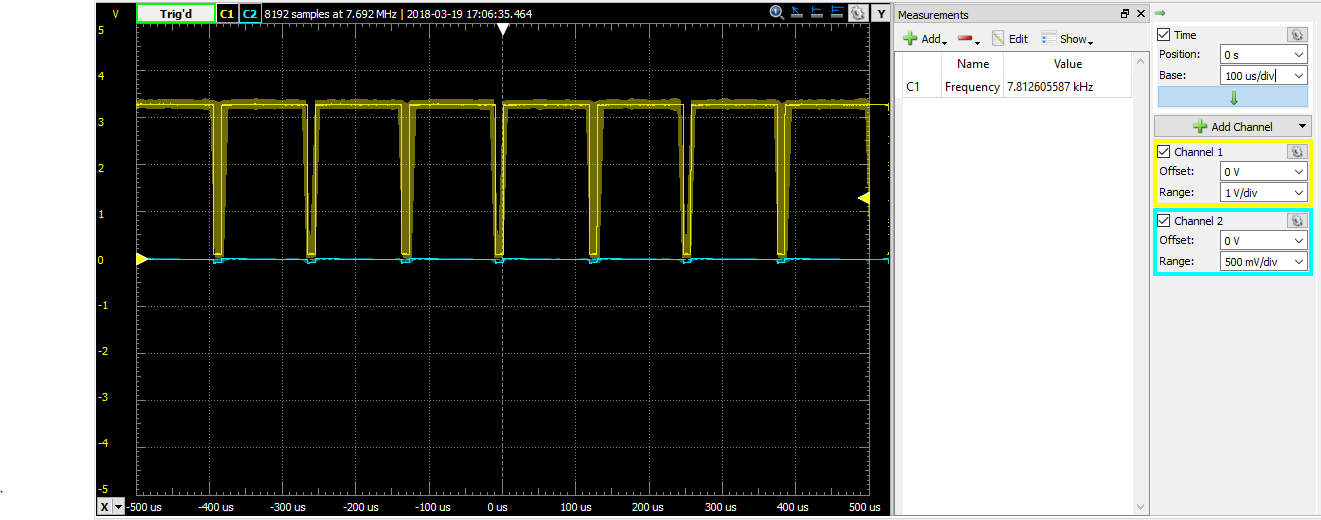 V Trig'd C1 C2 8192 samples at 7.692 MHz | 2018-03-19 17:06:35.464 Y
5
4
3
2
1
0
-1
-2
-3
-4
-5
X -500 us -400 us -300 us -200 us -100 us 0 us 100 us 200 us 300 us 400 us 500 us
Measurements
Add Edit Show
Name Value
C1 Frequency 7.812605587 kHz
Time
Position: 0 s
Base: 100 us/div
Add Channel
Channel 1
Offset: 0 V
Range: 1 V/div
Channel 2
Offset: 0 V
Range: 500 mV/div
.